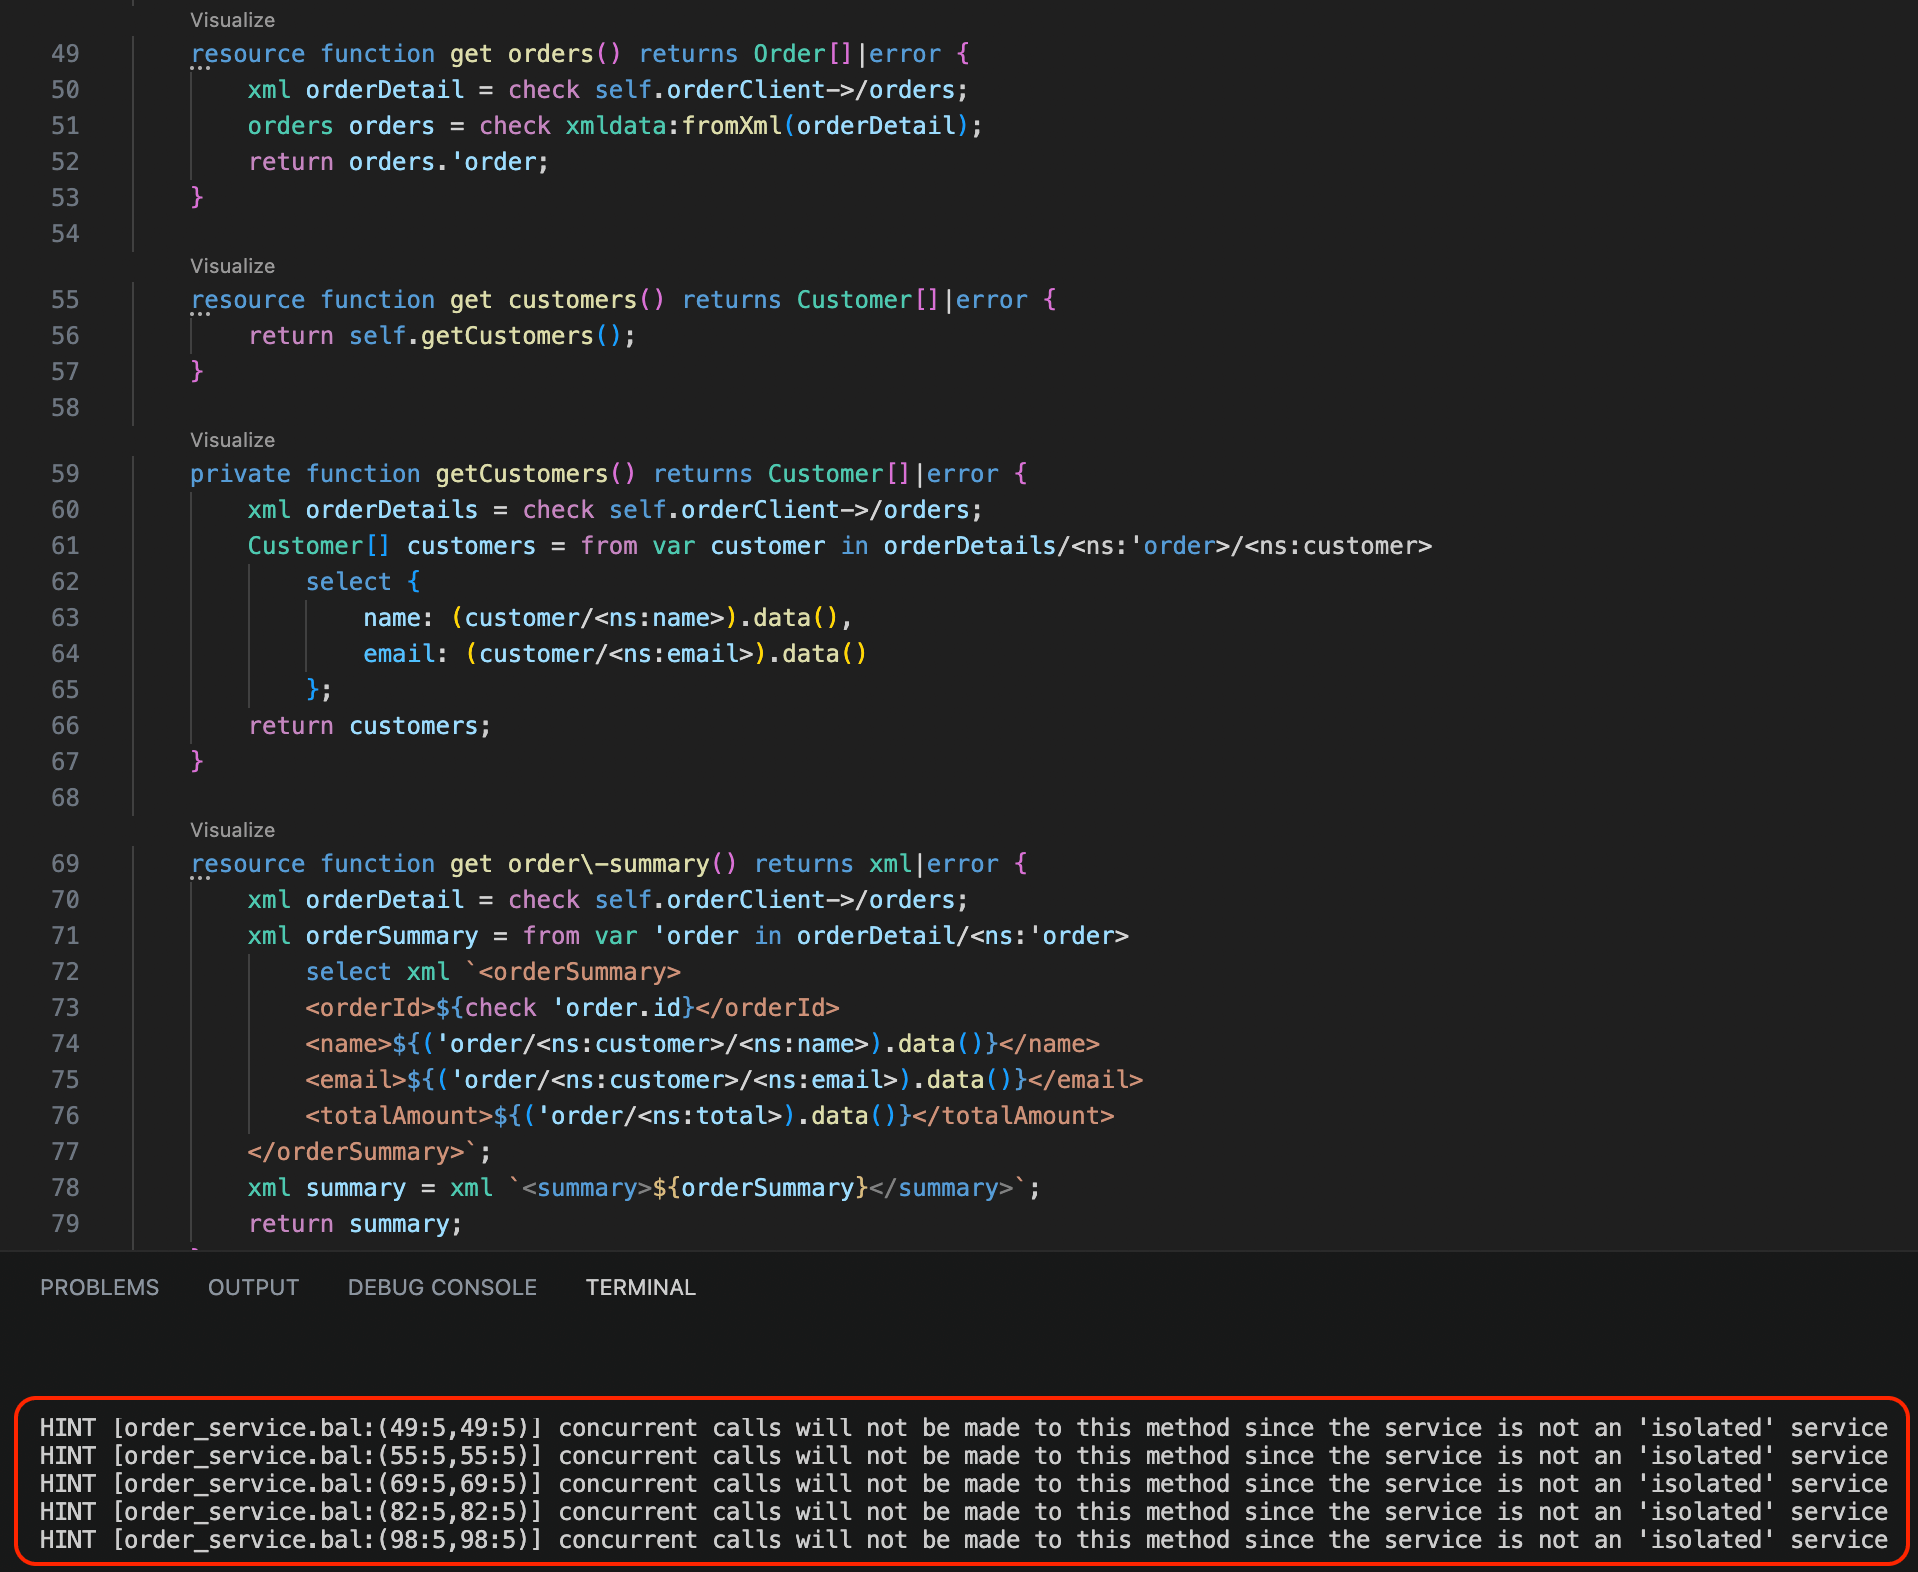 Visualize
49 resource function get orders() returns Order[]|error {
50 xml orderDetail = check self.orderClient->/orders;
51 orders orders = check xmldata:fromXml(orderDetail);
52 return orders.'order;
53 }
54
Visualize
55 resource function get customers() returns Customer[]|error {
56 return self.getCustomers();
57 }
58
Visualize
59 private function getCustomers() returns Customer[]|error {
60 xml orderDetails = check self.orderClient->/orders;
61 Customer[] customers = from var customer in orderDetails/<ns:'order>/<ns:customer>
62 select {
63 name: (customer/<ns:name>).data(),
64 email: (customer/<ns:email>).data()
65 };
66 return customers;
67 }
68
Visualize
69 resource function get order\-summary() returns xml|error {
70 xml orderDetail = check self.orderClient->/orders;
71 xml orderSummary = from var 'order in orderDetail/<ns:'order>
72 select xml `<orderSummary>
73 <orderId>${check 'order.id}</orderId>
74 <name>${('order/<ns:customer>/<ns:name>).data()}</name>
75 <email>${('order/<ns:customer>/<ns:email>).data()}</email>
76 <totalAmount>${('order/<ns:total>).data()}</totalAmount>
77 </orderSummary>`;
78 xml summary = xml `<summary>${orderSummary}</summary>`;
79 return summary;
PROBLEMS OUTPUT DEBUG CONSOLE TERMINAL
HINT [order_service.bal:(49:5,49:5)] concurrent calls will not be made to this method since the service is not an 'isolated' service
HINT [order_service.bal:(55:5,55:5)] concurrent calls will not be made to this method since the service is not an 'isolated' service
HINT [order_service.bal:(69:5,69:5)] concurrent calls will not be made to this method since the service is not an 'isolated' service
HINT [order_service.bal:(82:5,82:5)] concurrent calls will not be made to this method since the service is not an 'isolated' service
HINT [order_service.bal:(98:5,98:5)] concurrent calls will not be made to this method since the service is not an 'isolated' service